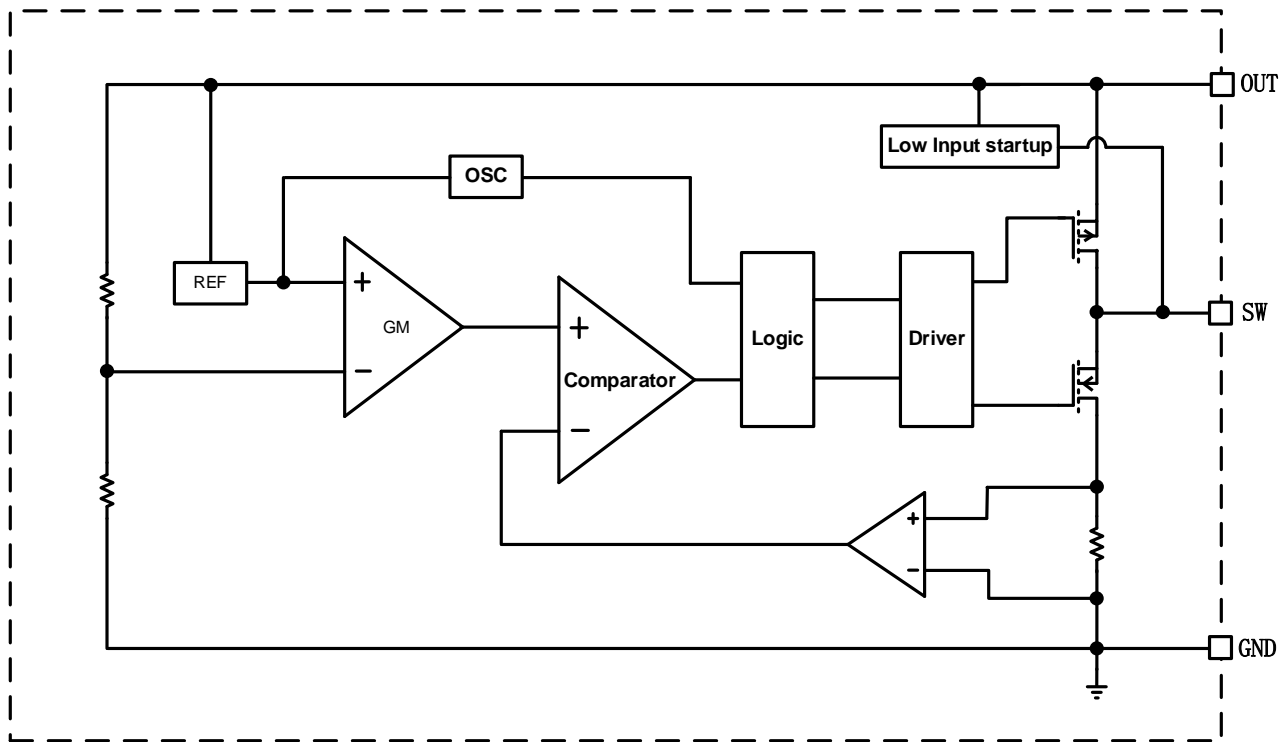 OUT
Low Input startup
OSC
REF
+
GM
−
+
Comparator
−
Logic
Driver
SW
+
−
GND